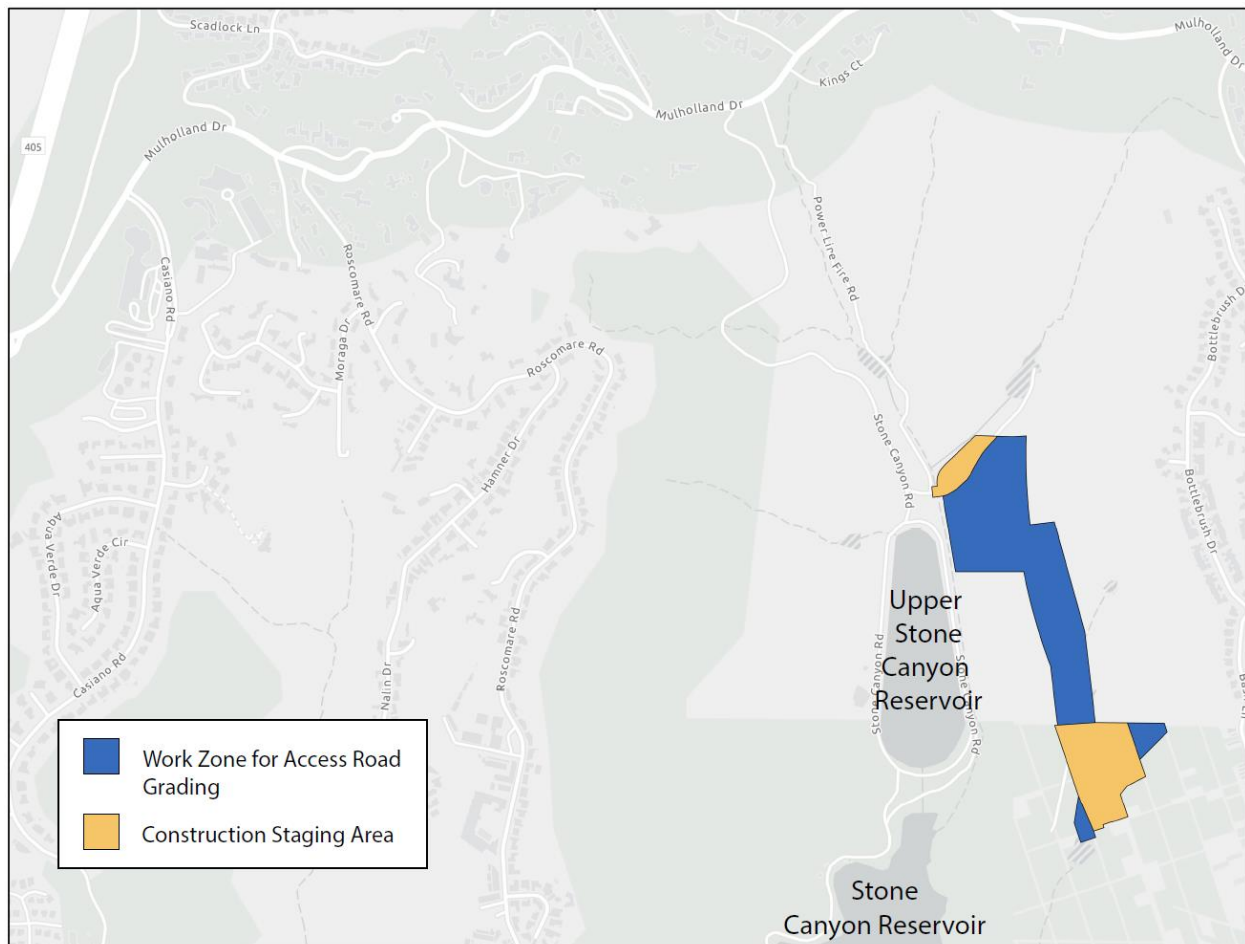 Scadlock Ln
Mulholland Dr
Kings Ct
Mulholland Dr
405
Mulholland Dr
Casiano Rd
Roscomare Rd
Power Line Fire Rd
Moraga Dr
Roscomare Rd
Bottlebrush D
Stone Canyon Rd
Hamner Dr
Bottlebrush Dr
Aqua Verde Dr
Aqua Verde Cir
Upper
Stone
Canyon
Reservoir
Stone Canyon Rd
Stone Canyon Rd
Casiano Rd
Nalin Dr
Roscomare Rd
Work Zone for Access Road
Grading
Construction Staging Area
Stone
Canyon Reservoir